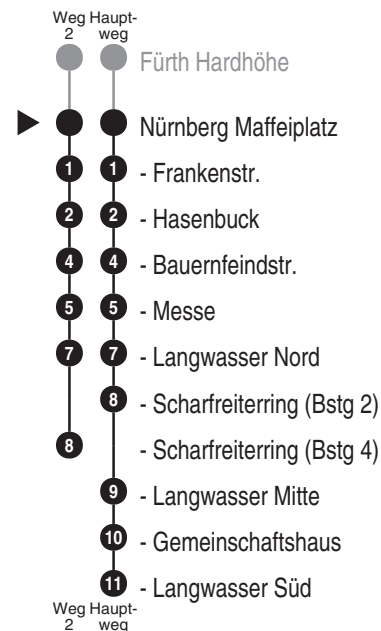 Weg Haupt-
2 weg
Fürth Hardhöhe
Nürnberg Maffeiplatz
1 1 - Frankenstr.
2 2 - Hasenbuck
4 4 - Bauernfeindstr.
5 5 - Messe
7 7 - Langwasser Nord
8 - Scharfreiterring (Bstg 2)
8 - Scharfreiterring (Bstg 4)
9 - Langwasser Mitte
10 - Gemeinschaftshaus
11 - Langwasser Süd
Weg Haupt-
2 weg